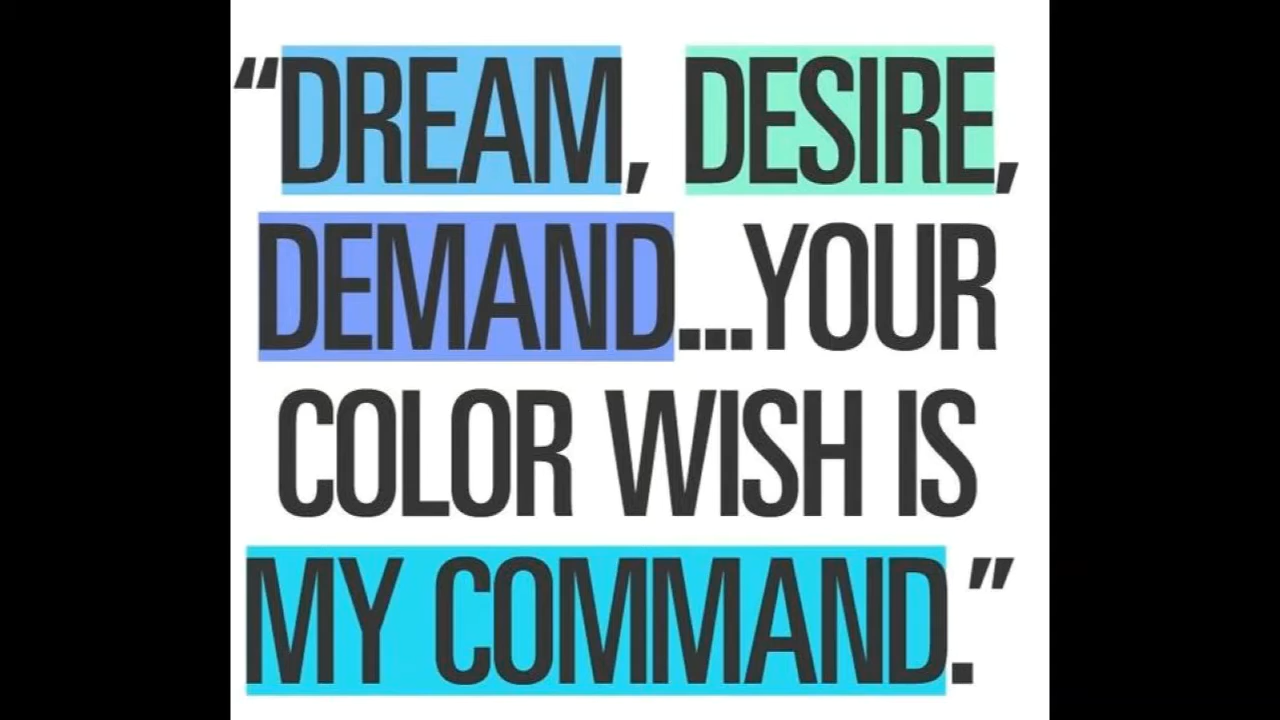 “DREAM, DESIRE,
DEMAND...YOUR
COLOR WISH IS
MY COMMAND.”